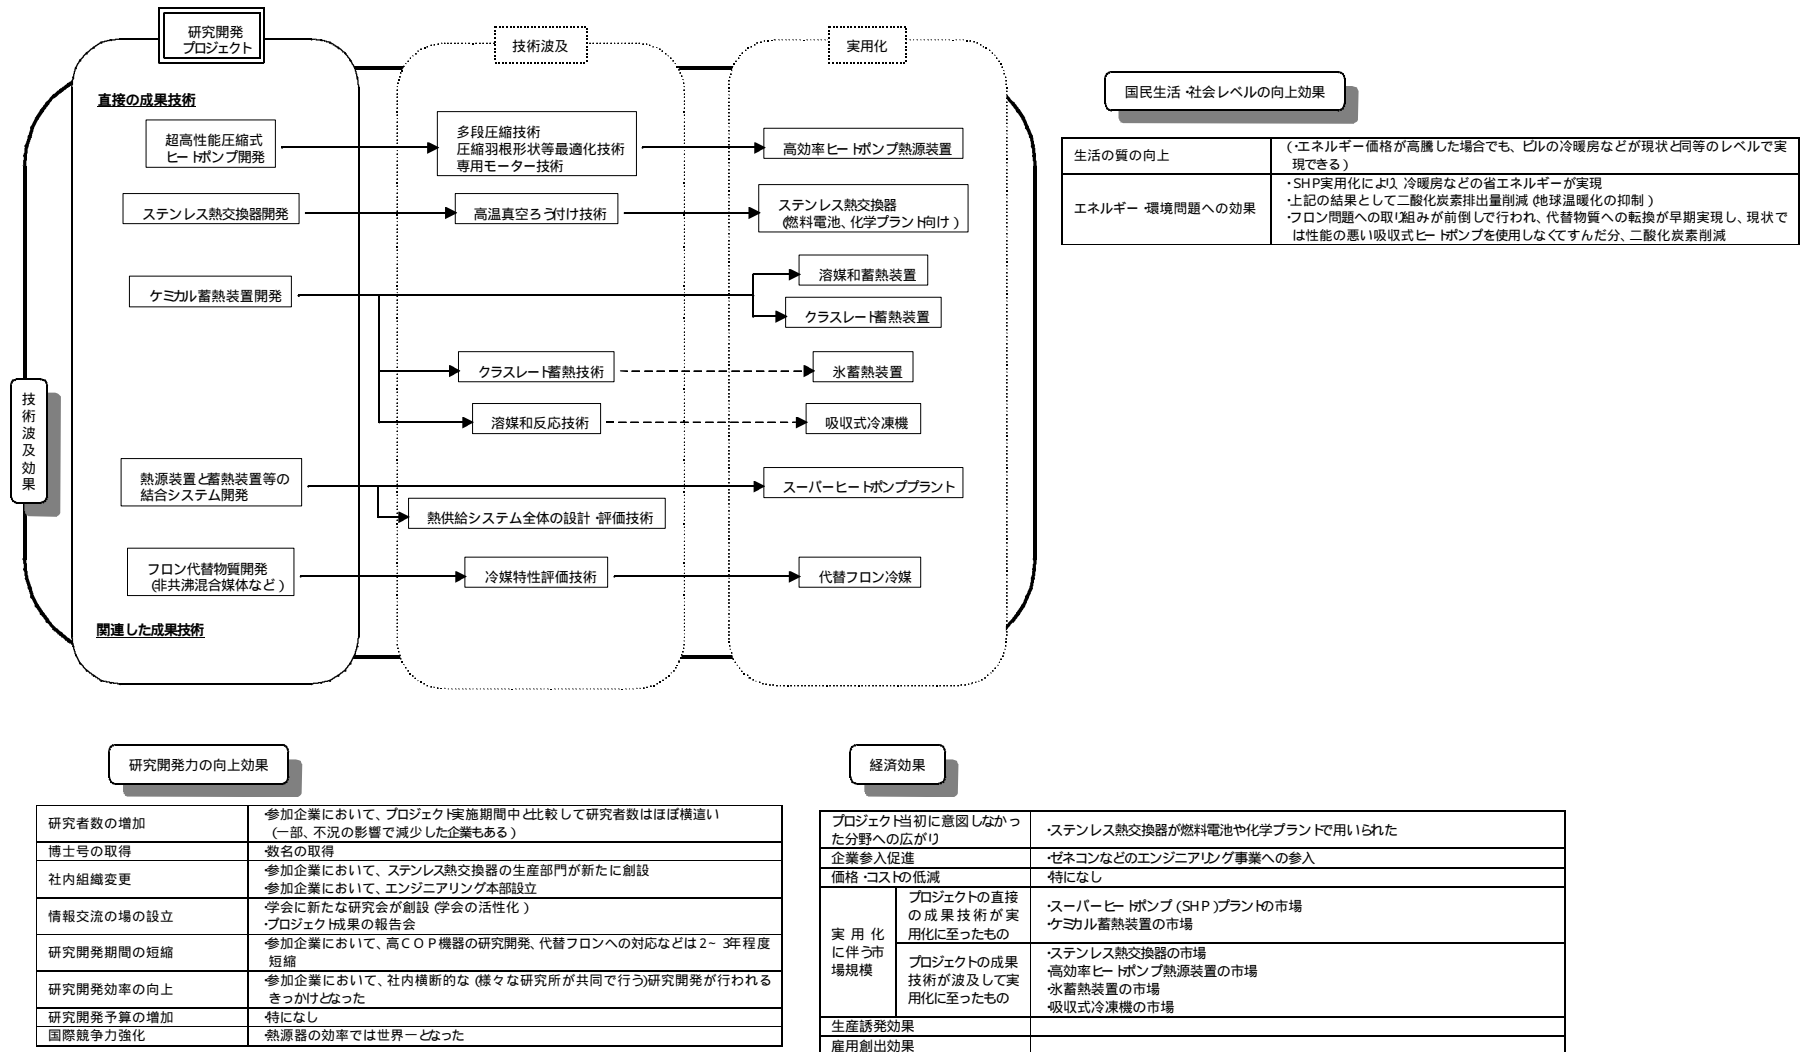 研究開発
プロジェクト
技術波及
実用化
直接の成果技術
超高性能圧縮式
ヒートポンプ開発
多段圧縮技術
圧縮羽根形状等最適化技術
専用モーター技術
高効率ヒートポンプ熱源装置
ステンレス熱交換器開発
高温真空ろう付け技術
ステンレス熱交換器
(燃料電池、化学プラント向け)
ケミカル蓄熱装置開発
溶媒和蓄熱装置
クラスレート蓄熱装置
クラスレート蓄熱技術
氷蓄熱装置
溶媒和反応技術
吸収式冷凍機
熱源装置と蓄熱装置等の
結合システム開発
スーパーヒートポンププラント
熱供給システム全体の設計・評価技術
フロン代替物質開発
(非共沸混合媒体など)
冷媒特性評価技術
代替フロン冷媒
関連した成果技術
技術波及効果
国民生活・社会レベルの向上効果
生活の質の向上
(・エネルギー価格が高騰した場合でも、ビルの冷暖房などが現状と同等のレベルで実
現できる)
エネルギー・環境問題への効果
・SHP実用化により、冷暖房などの省エネルギーが実現
・上記の結果として二酸化炭素排出量削減(地球温暖化の抑制)
・フロン問題への取り組みが前倒しで行われ、代替物質への転換が早期実現し、現状で
は性能の悪い吸収式ヒートポンプを使用しなくてすんだ分、二酸化炭素削減
研究開発力の向上効果
研究者数の増加
・参加企業において、プロジェクト実施期間中と比較して研究者数はほぼ横這い
(一部、不況の影響で減少した企業もある)
博士号の取得
・数名の取得
社内組織変更
・参加企業において、ステンレス熱交換器の生産部門が新たに創設
・参加企業において、エンジニアリング本部設立
情報交流の場の設立
・学会に新たな研究会が創設(学会の活性化)
・プロジェクト成果の報告会
研究開発期間の短縮
・参加企業において、高COP機器の研究開発、代替フロンへの対応などは2~3年程度
短縮
研究開発効率の向上
・参加企業において、社内横断的な(様々な研究所が共同で行う)研究開発が行われる
きっかけとなった
研究開発予算の増加
・特になし
国際競争力強化
・熱源器の効率では世界一となった
経済効果
プロジェクト当初に意図しなかっ
た分野への広がり
・ステンレス熱交換器が燃料電池や化学プラントで用いられた
企業参入促進
・ゼネコンなどのエンジニアリング事業への参入
価格・コストの低減
・特になし
実用化
に伴う市
場規模
プロジェクトの直接
の成果技術が実
用化に至ったもの
・スーパーヒートポンプ(SHP)プラントの市場
・ケミカル蓄熱装置の市場
プロジェクトの成果
技術が波及して実
用化に至ったもの
・ステンレス熱交換器の市場
・高効率ヒートポンプ熱源装置の市場
・氷蓄熱装置の市場
・吸収式冷凍機の市場
生産誘発効果
雇用創出効果